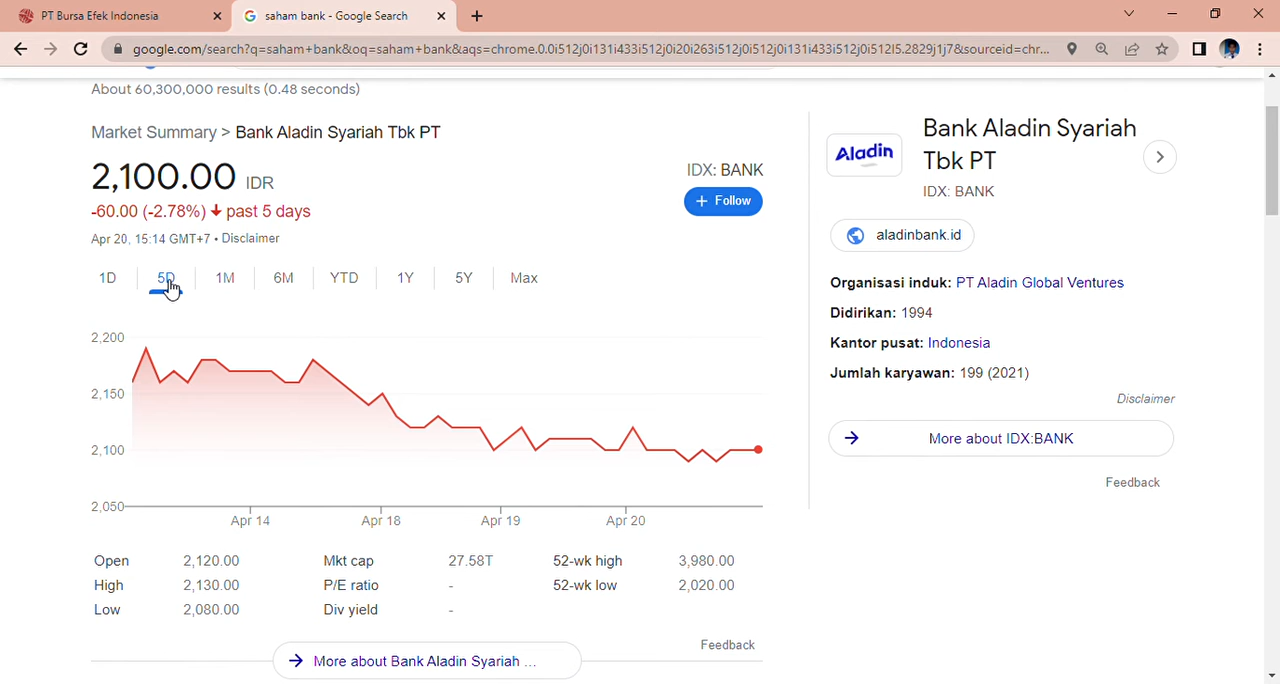 PT Bursa Efek Indonesia
saham bank - Google Search
google.com/search?q=saham+bank&oq=saham+bank&aqs=chrome.0.0i512j0i131i433i512j0i20i263i512j0i512j0i131i433i512j0i512l5.2829j1j7&sourceid=chr...
About 60,300,000 results (0.48 seconds)
Market Summary > Bank Aladin Syariah Tbk PT
2,100.00 IDR
IDX: BANK
-60.00 (-2.78%) past 5 days
+ Follow
Apr 20, 15:14 GMT+7 • Disclaimer
1D 5D 1M 6M YTD 1Y 5Y Max
2,200
2,150
2,100
2,050
Apr 14 Apr 18 Apr 19 Apr 20
Open 2,120.00 Mkt cap 27.58T 52-wk high 3,980.00
High 2,130.00 P/E ratio - 52-wk low 2,020.00
Low 2,080.00 Div yield -
Feedback
More about Bank Aladin Syariah ...
Aladin
Bank Aladin Syariah
Tbk PT
IDX: BANK
aladinbank.id
Organisasi induk: PT Aladin Global Ventures
Didirikan: 1994
Kantor pusat: Indonesia
Jumlah karyawan: 199 (2021)
Disclaimer
More about IDX:BANK
Feedback